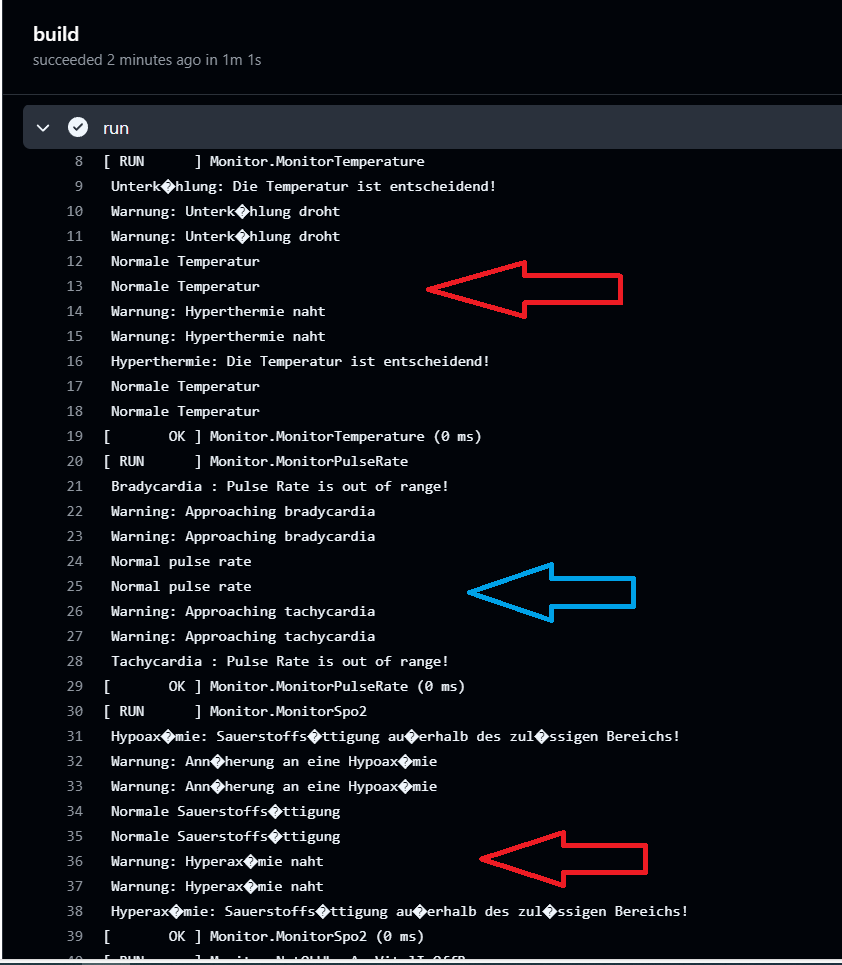 build
succeeded 2 minutes ago in 1m 1s
run
8 [ RUN      ] Monitor.MonitorTemperature
9 Unterk�hlung: Die Temperatur ist entscheidend!
10 Warnung: Unterk�hlung droht
11 Warnung: Unterk�hlung droht
12 Normale Temperatur
13 Normale Temperatur
14 Warnung: Hyperthermie naht
15 Warnung: Hyperthermie naht
16 Hyperthermie: Die Temperatur ist entscheidend!
17 Normale Temperatur
18 Normale Temperatur
19 [       OK ] Monitor.MonitorTemperature (0 ms)
20 [ RUN      ] Monitor.MonitorPulseRate
21 Bradycardia : Pulse Rate is out of range!
22 Warning: Approaching bradycardia
23 Warning: Approaching bradycardia
24 Normal pulse rate
25 Normal pulse rate
26 Warning: Approaching tachycardia
27 Warning: Approaching tachycardia
28 Tachycardia : Pulse Rate is out of range!
29 [       OK ] Monitor.MonitorPulseRate (0 ms)
30 [ RUN      ] Monitor.MonitorSpo2
31 Hypoax�mie: Sauerstoffs�ttigung au�erhalb des zul�ssigen Bereichs!
32 Warnung: Ann�herung an eine Hypoax�mie
33 Warnung: Ann�herung an eine Hypoax�mie
34 Normale Sauerstoffs�ttigung
35 Normale Sauerstoffs�ttigung
36 Warnung: Hyperax�mie naht
37 Warnung: Hyperax�mie naht
38 Hyperax�mie: Sauerstoffs�ttigung au�erhalb des zul�ssigen Bereichs!
39 [       OK ] Monitor.MonitorSpo2 (0 ms)
40 [ RUN      ]